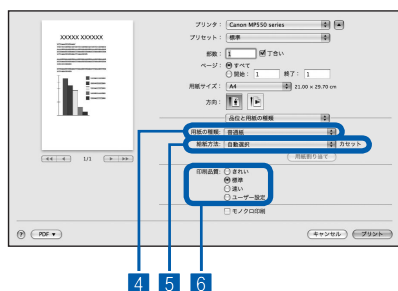 プリンタ： Canon MP550 series
プリセット： 標準
XXXXX XXXXXX
部数： 1 丁合い
ページ： すべて
開始： 1 終了： 1
用紙サイズ： A4 21.00 × 29.70 cm
方向：
品位と用紙の種類
用紙の種類： 普通紙
給紙方法： 自動選択 カセット
1/1
用紙割り当て
印刷品質： きれい
標準
速い
ユーザー設定
モノクロ印刷
? PDF ▼ キャンセル プリント
4 5 6